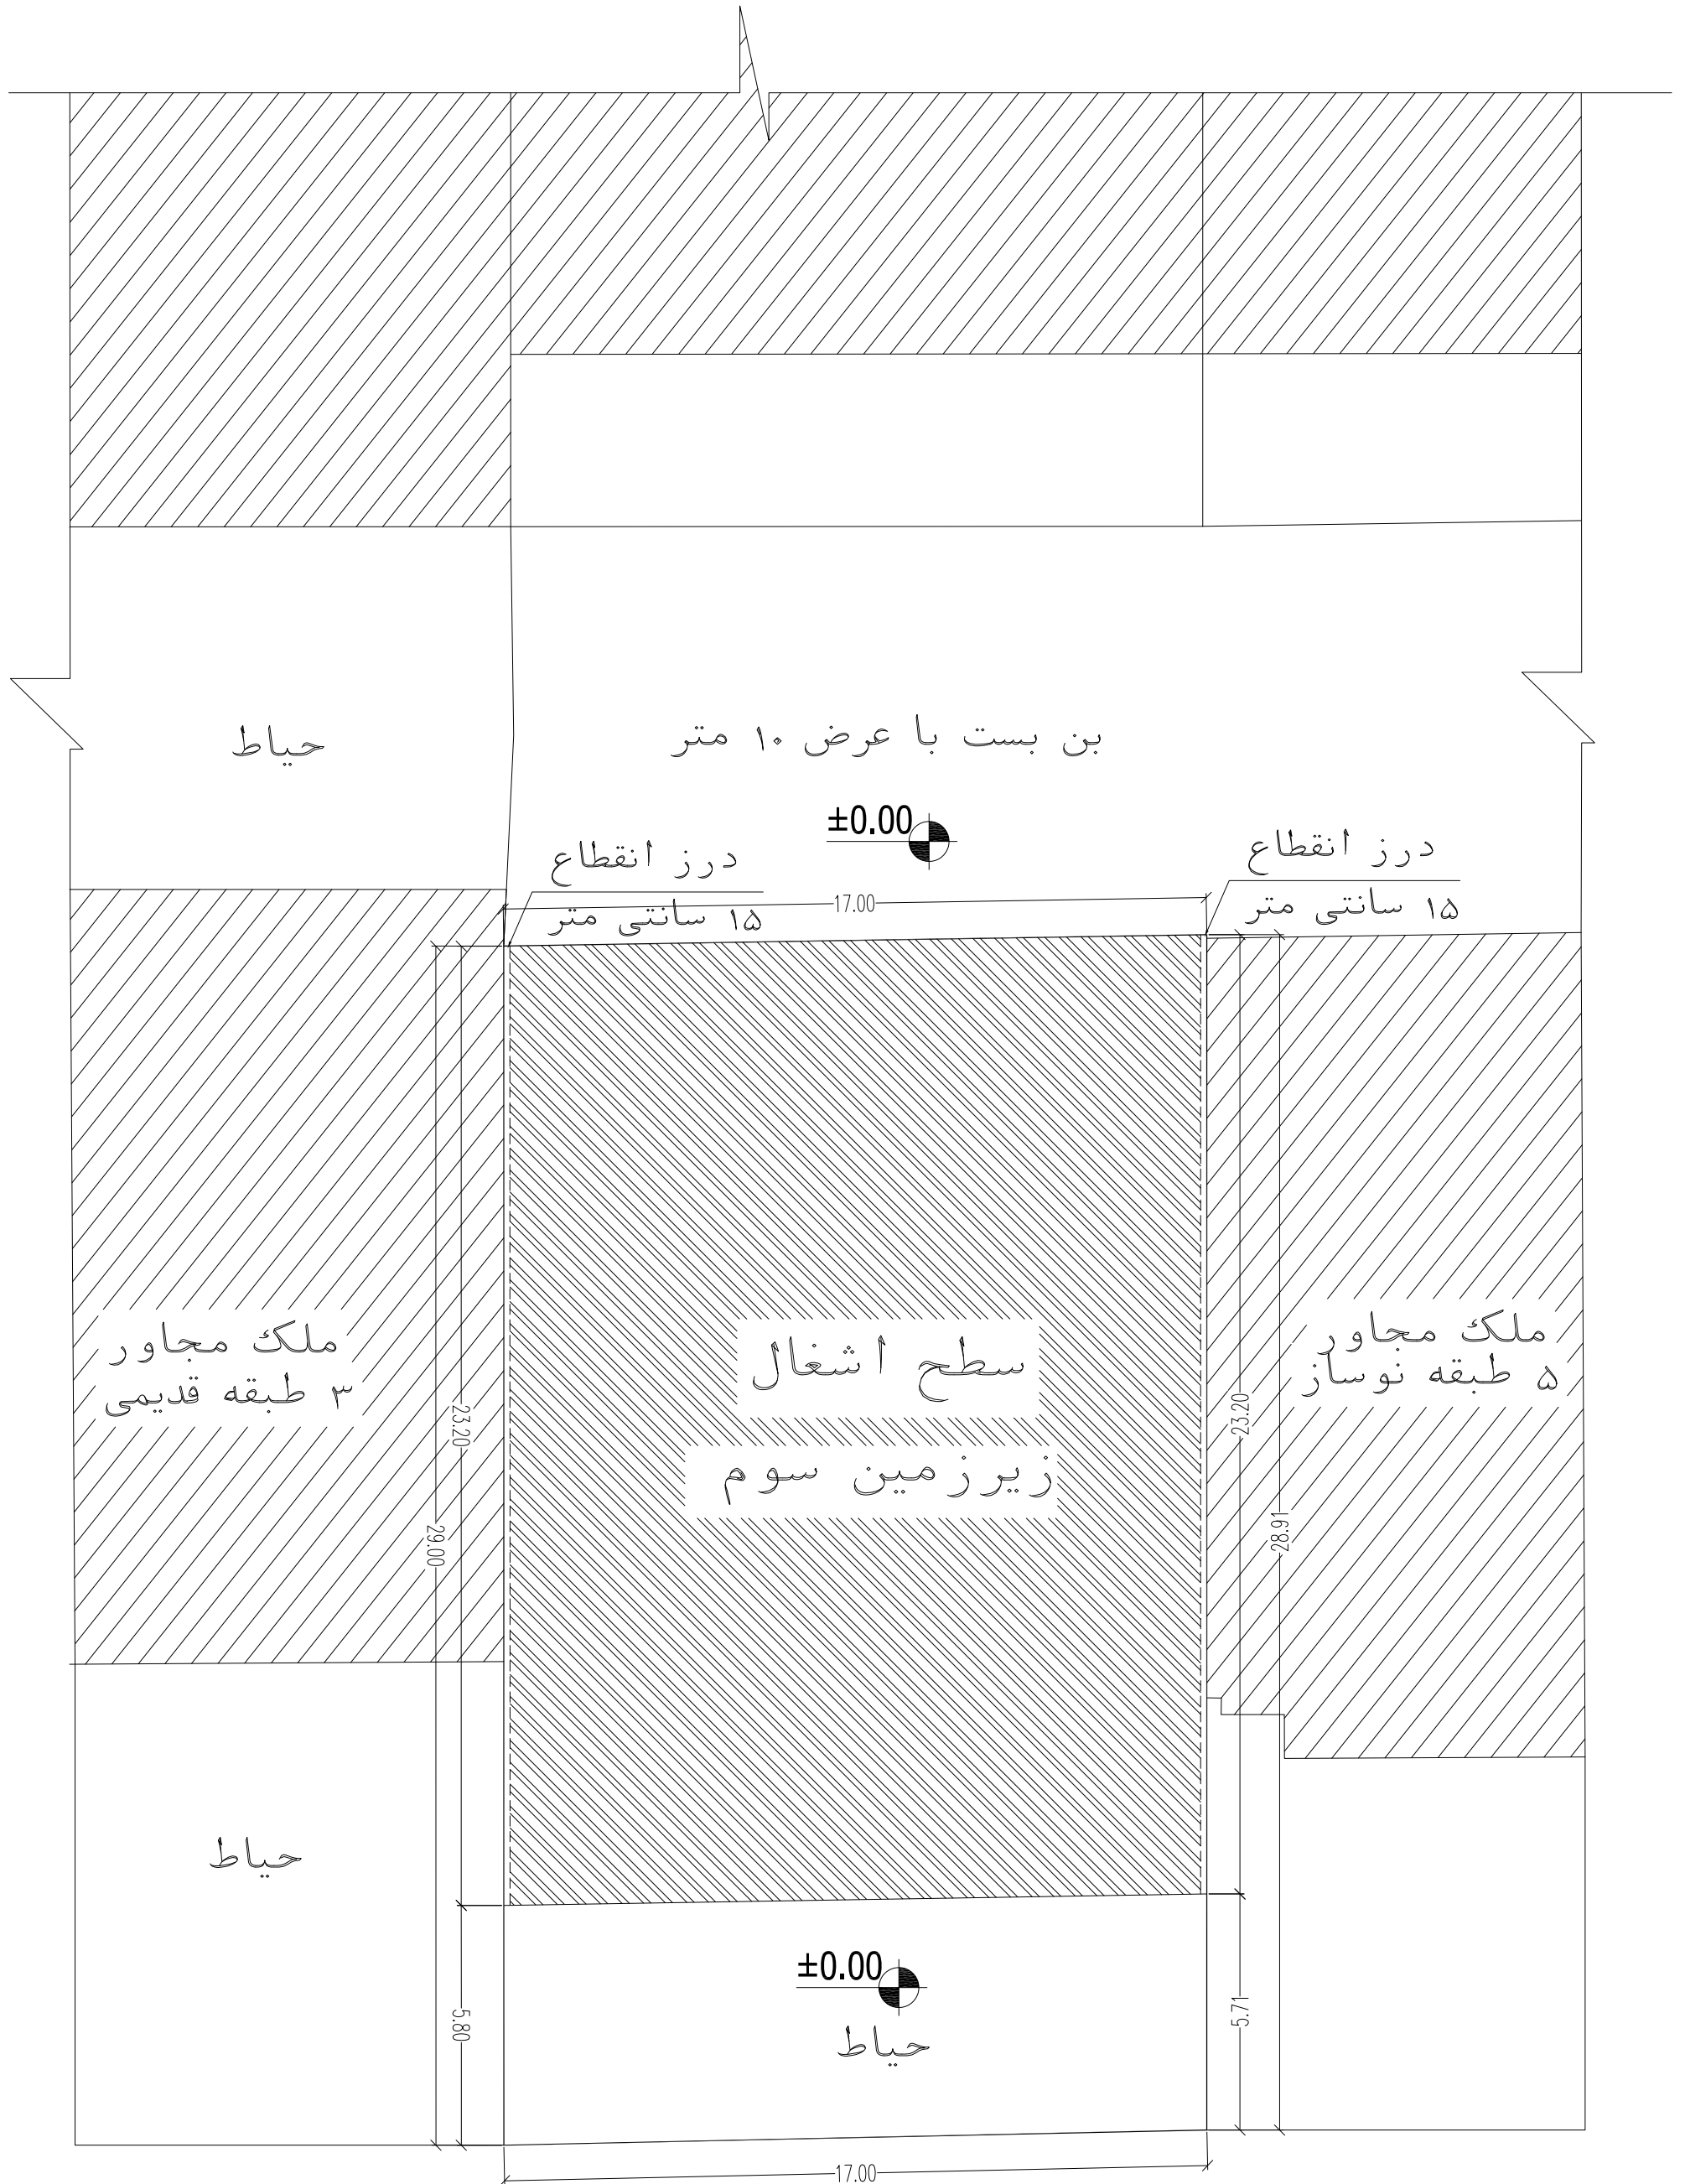 حیاط
بن بست با عرض ۱۰ متر
±0.00
درز انقطاع
۱۵ سانتی متر
درز انقطاع
۱۵ سانتی متر
17.00
ملک مجاور
۵ طبقه نوساز
سطح اشغال
زیرزمین سوم
ملک مجاور
۳ طبقه قدیمی
23.20
23.20
28.91
29.00
حیاط
±0.00
حیاط
5.71
5.80
17.00